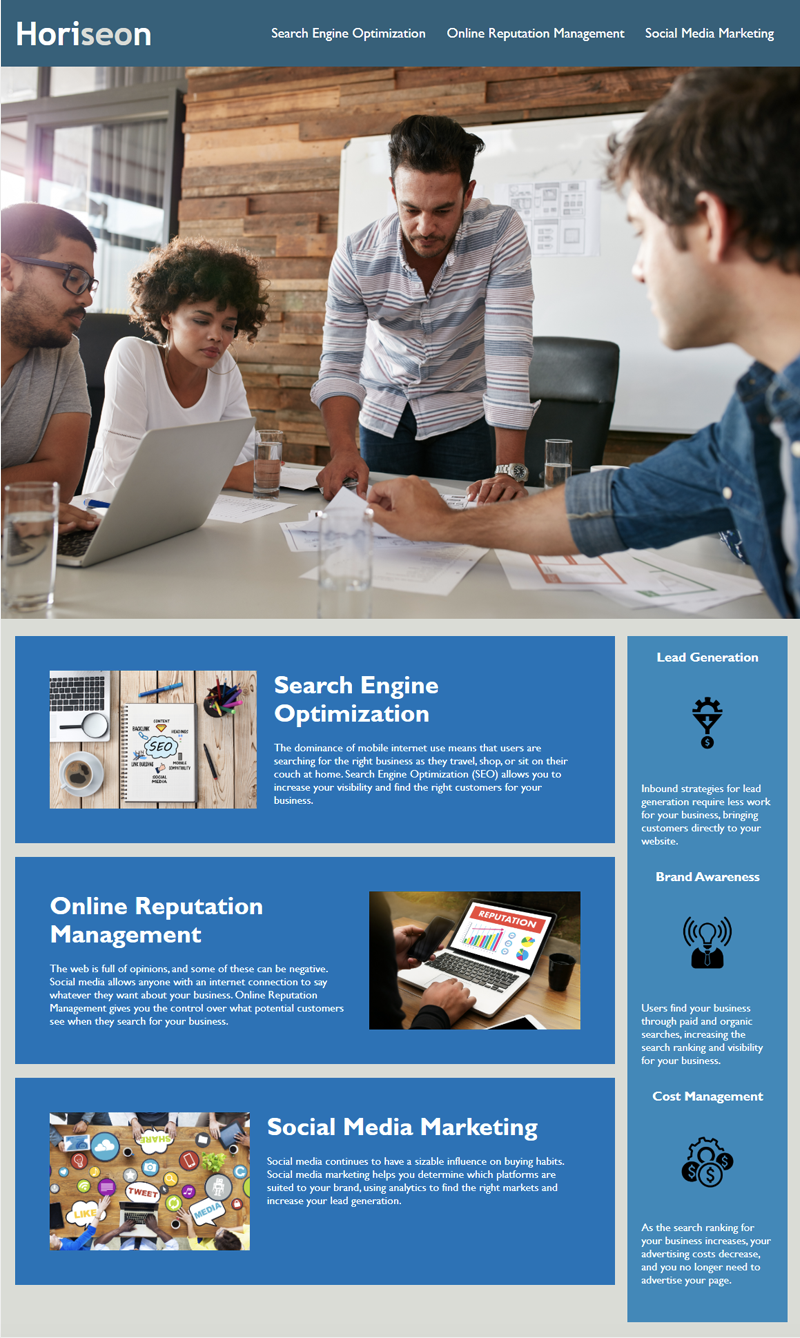 Horiseon
Search Engine Optimization
Online Reputation Management
Social Media Marketing
CONTENT
BACKLINK
HEADINGS
SEO
LINK BUILDING
MOBILE
COMPATIBILITY
SOCIAL
MEDIA
Search Engine
Optimization
The dominance of mobile internet use means that users are
searching for the right business as they travel, shop, or sit on their
couch at home. Search Engine Optimization (SEO) allows you to
increase your visibility and find the right customers for your
business.
Online Reputation
Management
The web is full of opinions, and some of these can be negative.
Social media allows anyone with an internet connection to say
whatever they want about your business. Online Reputation
Management gives you the control over what potential customers
see when they search for your business.
REPUTATION
SHARE
TWEET
LIKE
MEDIA
Social Media Marketing
Social media continues to have a sizable influence on buying habits.
Social media marketing helps you determine which platforms are
suited to your brand, using analytics to find the right markets and
increase your lead generation.
Lead Generation
$
Inbound strategies for lead
generation require less work
for your business, bringing
customers directly to your
website.
Brand Awareness
Users find your business
through paid and organic
searches, increasing the
search ranking and visibility
for your business.
Cost Management
$ $ $
As the search ranking for
your business increases, your
advertising costs decrease,
and you no longer need to
advertise your page.